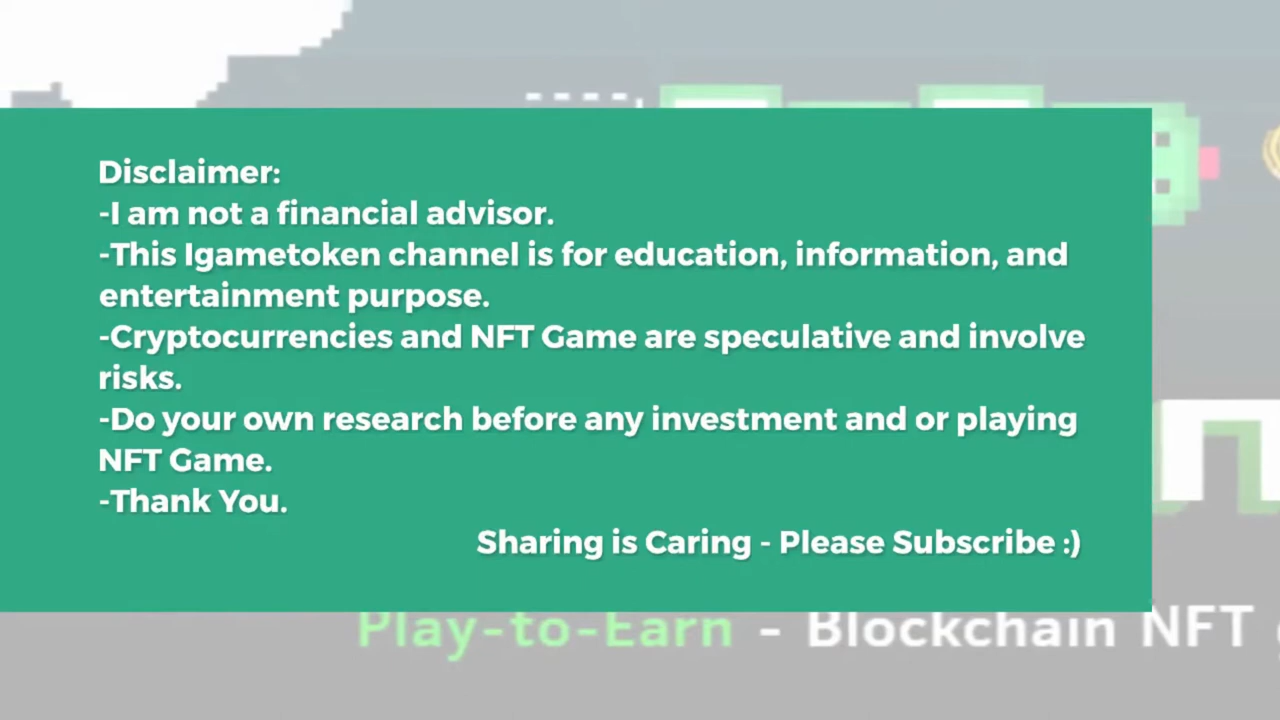 Disclaimer:
-I am not a financial advisor.
-This Igametoken channel is for education, information, and
entertainment purpose.
-Cryptocurrencies and NFT Game are speculative and involve
risks.
-Do your own research before any investment and or playing
NFT Game.
-Thank You.
Sharing is Caring - Please Subscribe :)
Play-to-Earn - Blockchain NFT